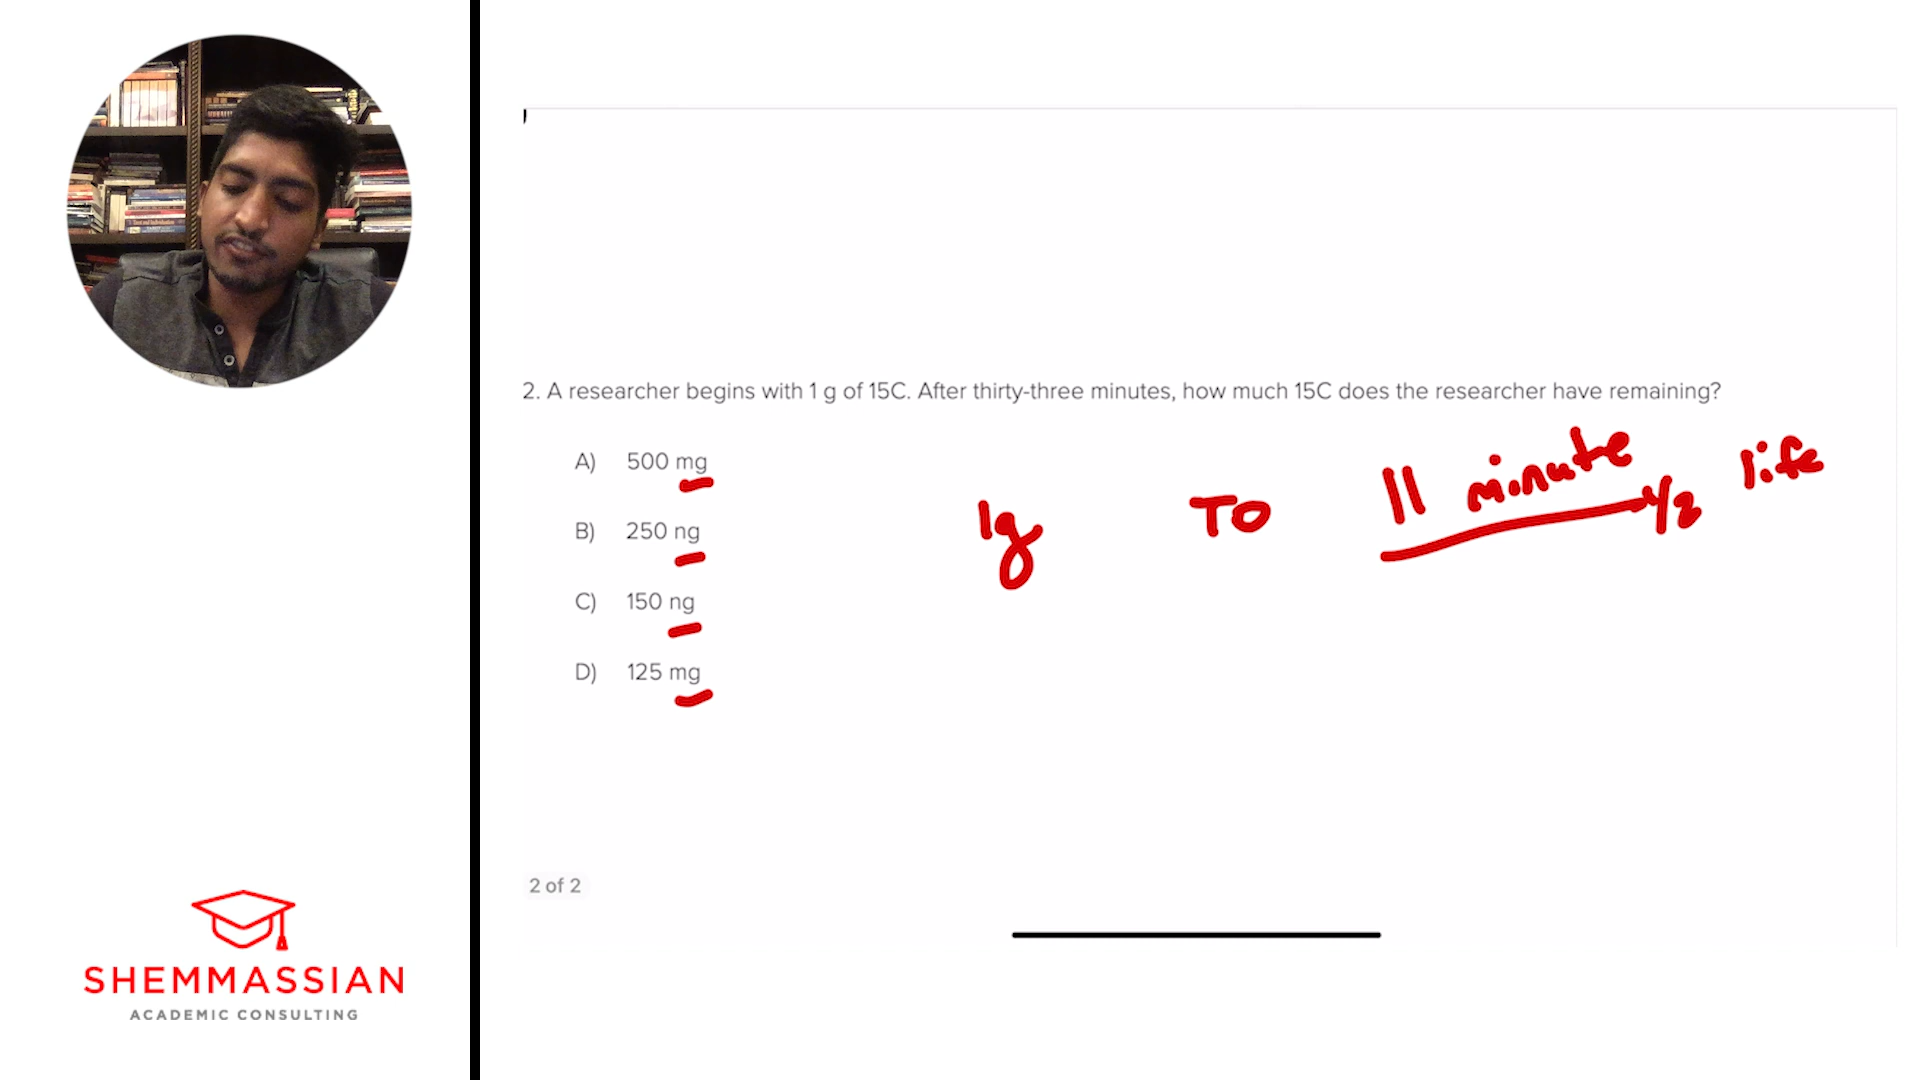 2. A researcher begins with 1 g of 15C. After thirty-three minutes, how much 15C does the researcher have remaining?
A) 500 mg
B) 250 ng
C) 150 ng
D) 125 mg
1g TO 11 minute 1/2 life
2 of 2
SHEMMASSIAN
ACADEMIC CONSULTING